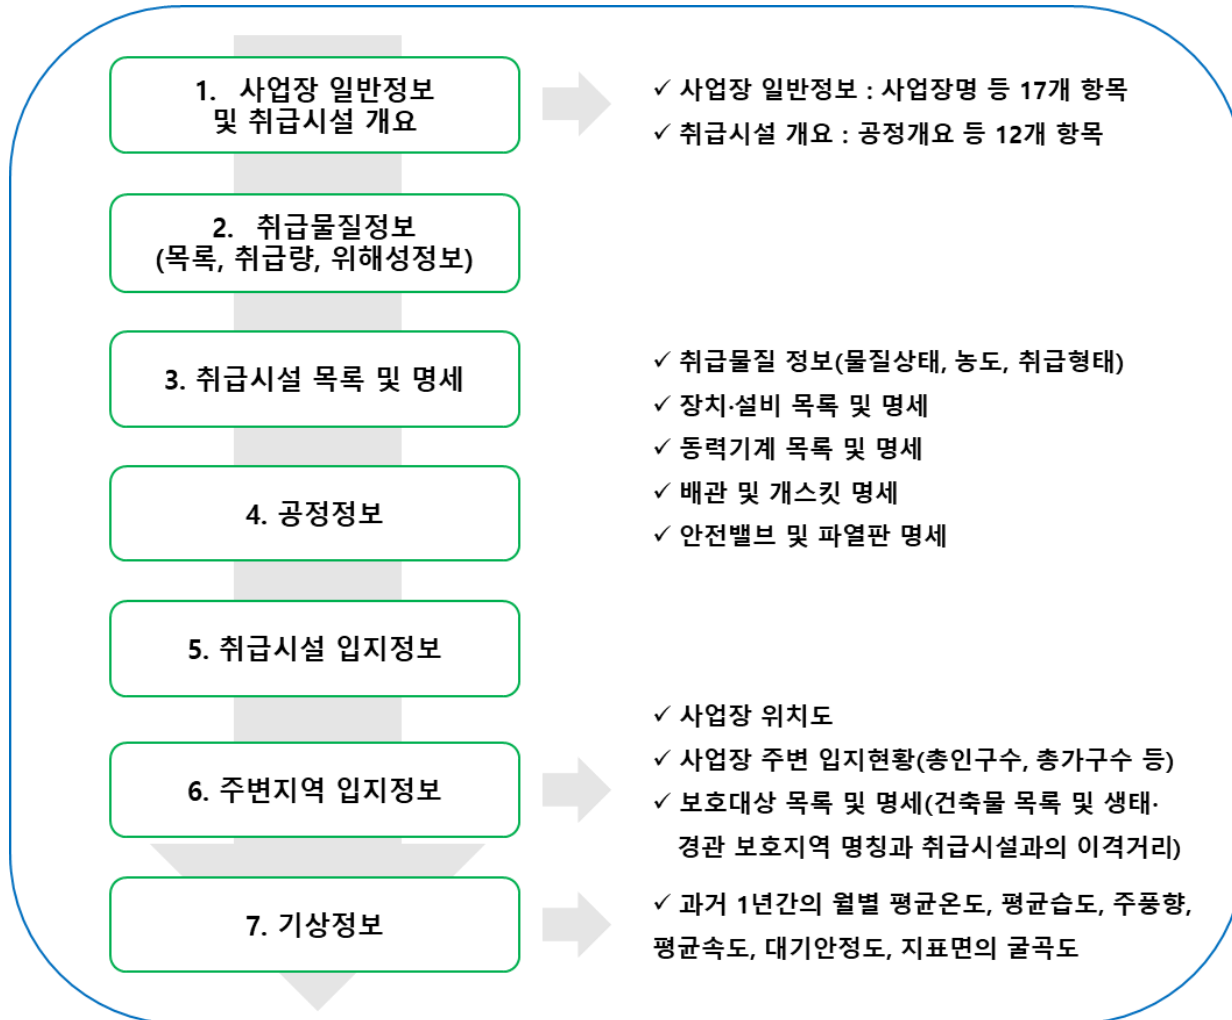 1. 사업장 일반정보
및 취급시설 개요
✓ 사업장 일반정보 : 사업장명 등 17개 항목
✓ 취급시설 개요 : 공정개요 등 12개 항목
2. 취급물질정보
(목록, 취급량, 위해성정보)
3. 취급시설 목록 및 명세
✓ 취급물질 정보(물질상태, 농도, 취급형태)
✓ 장치·설비 목록 및 명세
✓ 동력기계 목록 및 명세
✓ 배관 및 개스킷 명세
✓ 안전밸브 및 파열판 명세
4. 공정정보
5. 취급시설 입지정보
6. 주변지역 입지정보
✓ 사업장 위치도
✓ 사업장 주변 입지현황(총인구수, 총가구수 등)
✓ 보호대상 목록 및 명세(건축물 목록 및 생태·
경관 보호지역 명칭과 취급시설과의 이격거리)
7. 기상정보
✓ 과거 1년간의 월별 평균온도, 평균습도, 주풍향,
평균속도, 대기안정도, 지표면의 굴곡도